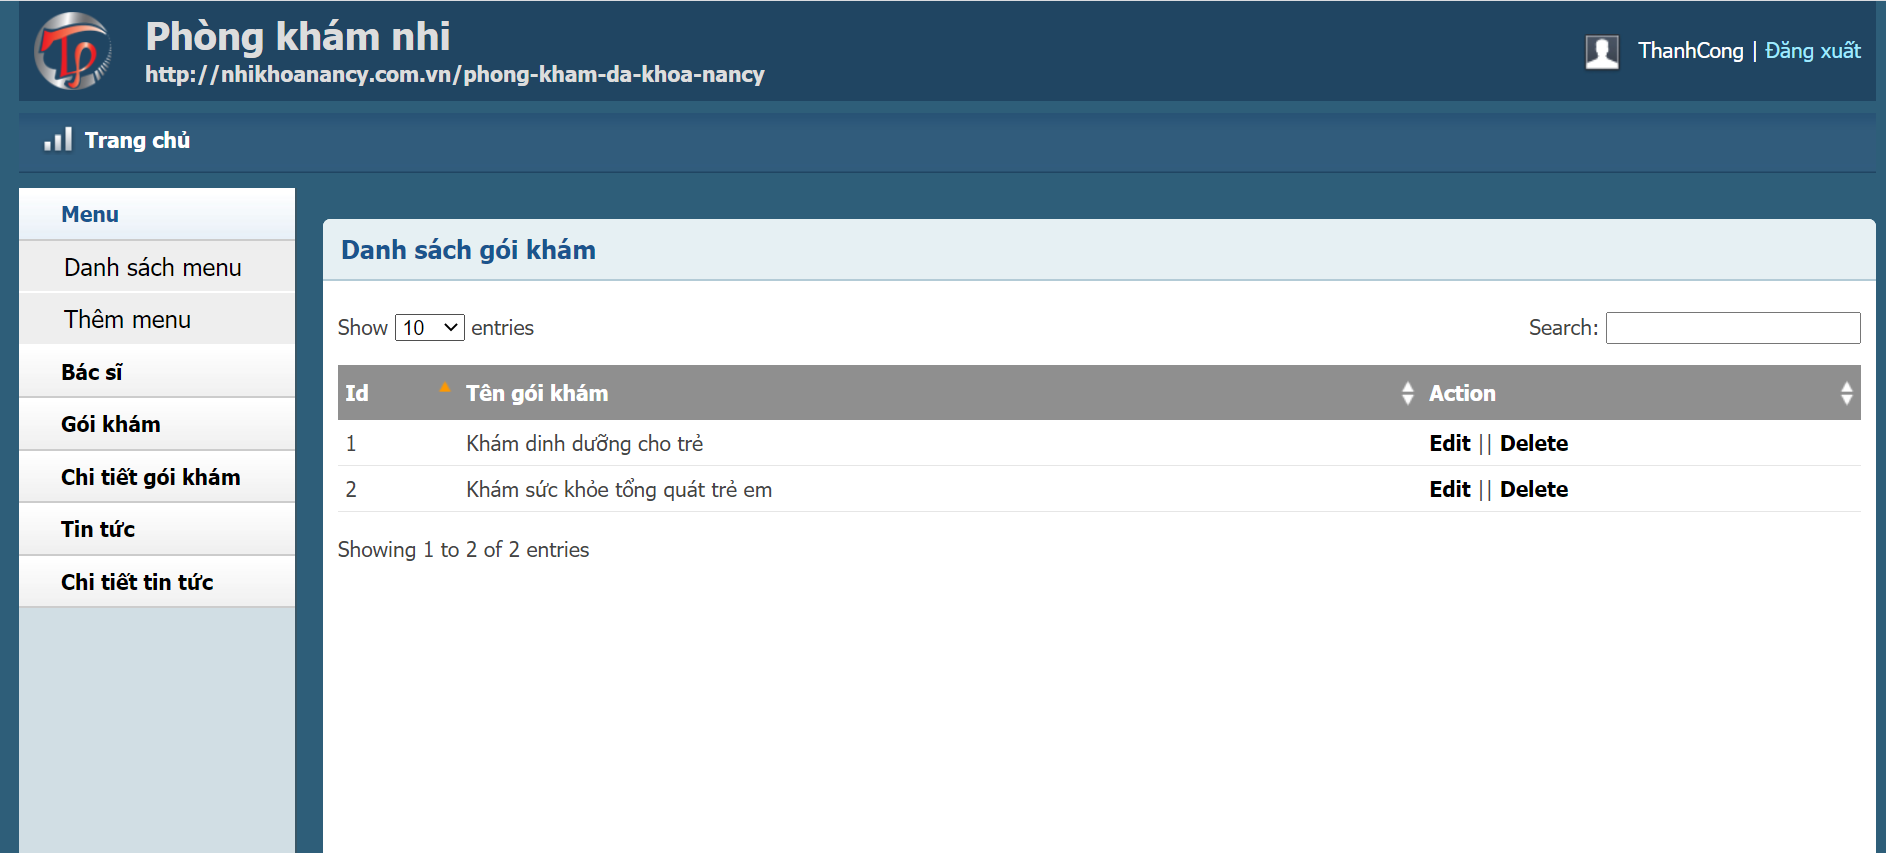 Tp
Phòng khám nhi
http://nhikhoanancy.com.vn/phong-kham-da-khoa-nancy
ThanhCong | Đăng xuất
Trang chủ
Menu
Danh sách menu
Thêm menu
Bác sĩ
Gói khám
Chi tiết gói khám
Tin tức
Chi tiết tin tức
Danh sách gói khám
Show 10 entries
Search:
Id Tên gói khám Action
1 Khám dinh dưỡng cho trẻ Edit || Delete
2 Khám sức khỏe tổng quát trẻ em Edit || Delete
Showing 1 to 2 of 2 entries